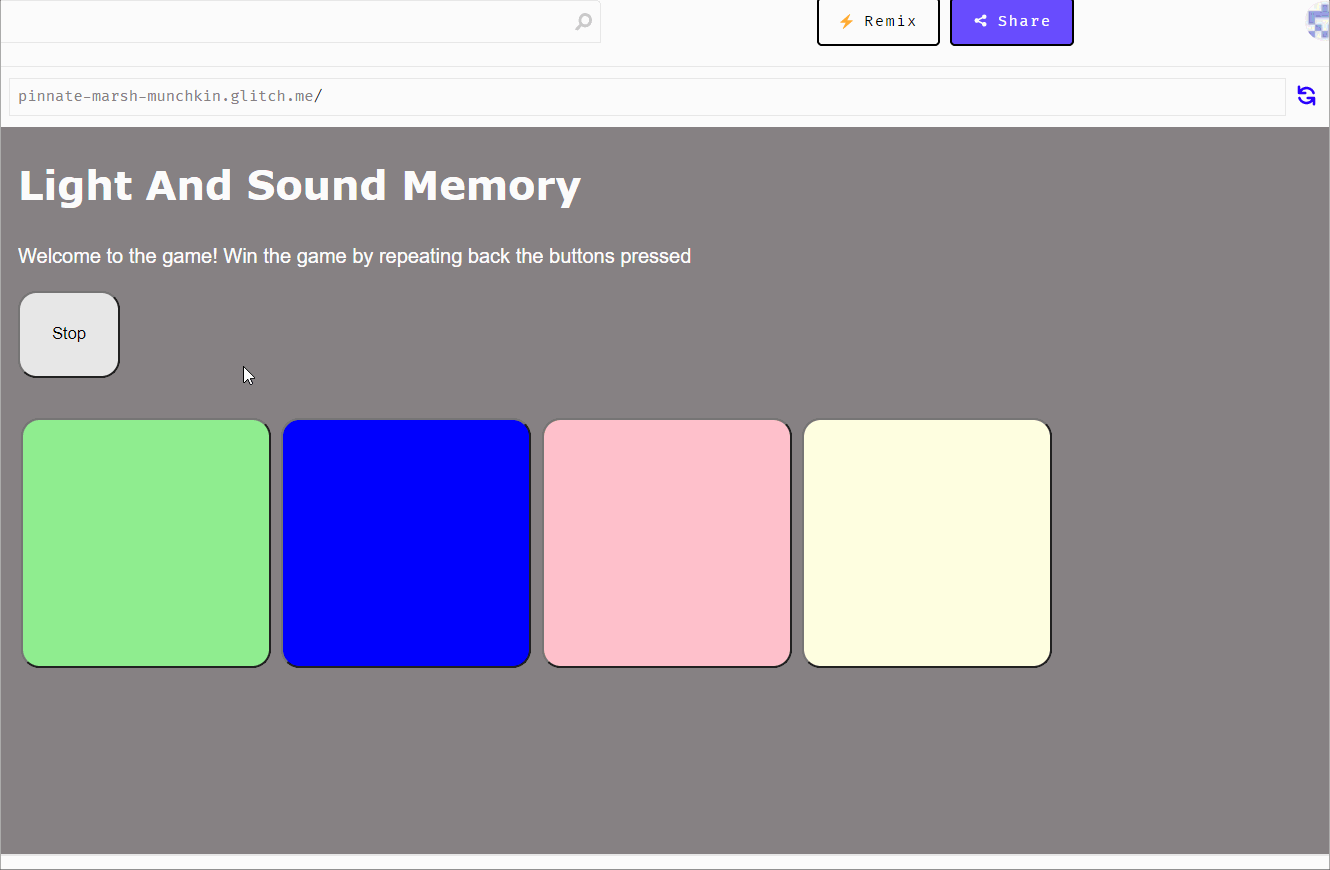 Remix
Share
pinnate-marsh-munchkin.glitch.me/
Light And Sound Memory
Welcome to the game! Win the game by repeating back the buttons pressed
Stop